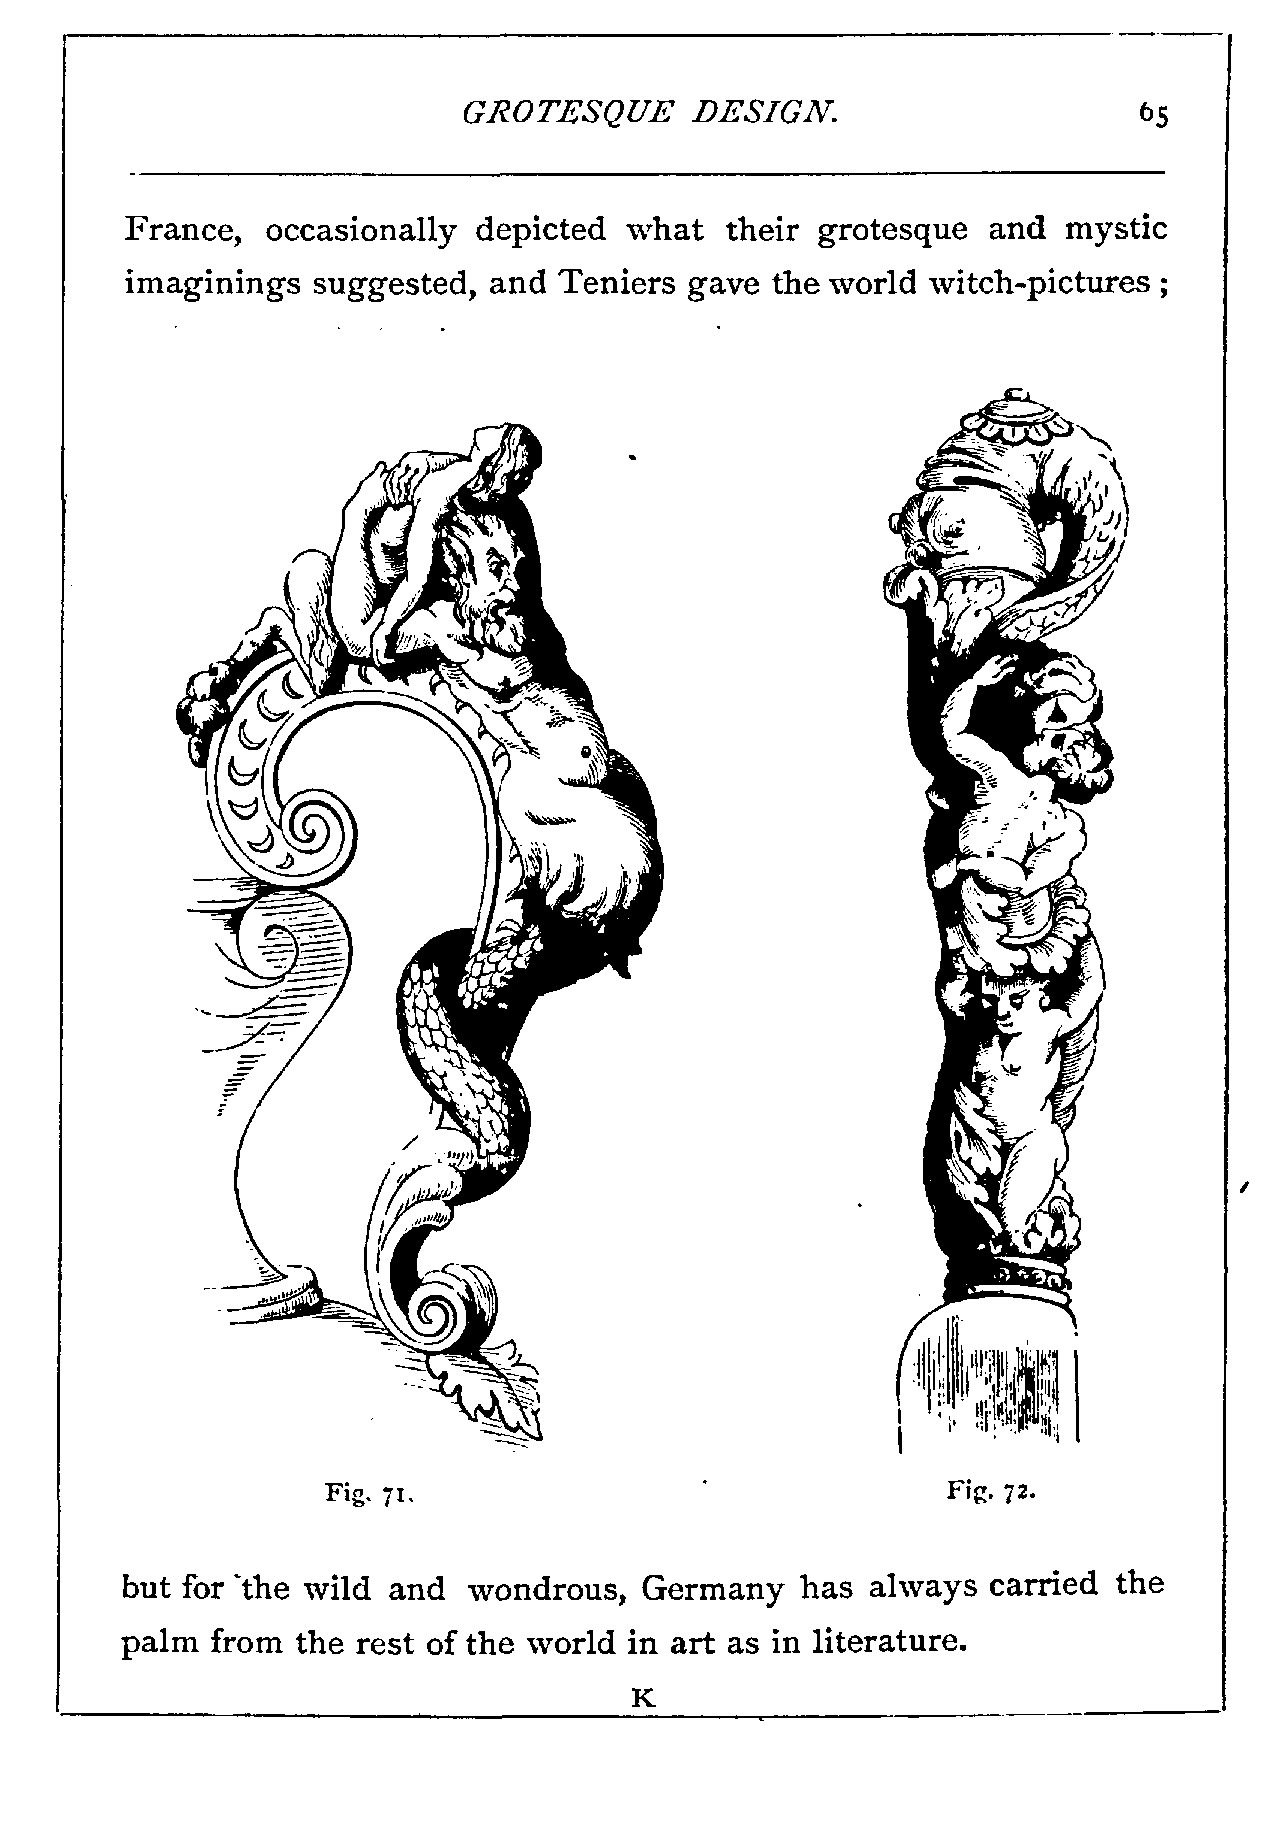 GROTESQUE DESIGN. 65
France, occasionally depicted what their grotesque and mystic
imaginings suggested, and Teniers gave the world witch-pictures ;
Fig. 71.
Fig. 72.
but for the wild and wondrous, Germany has always carried the
palm from the rest of the world in art as in literature.
K